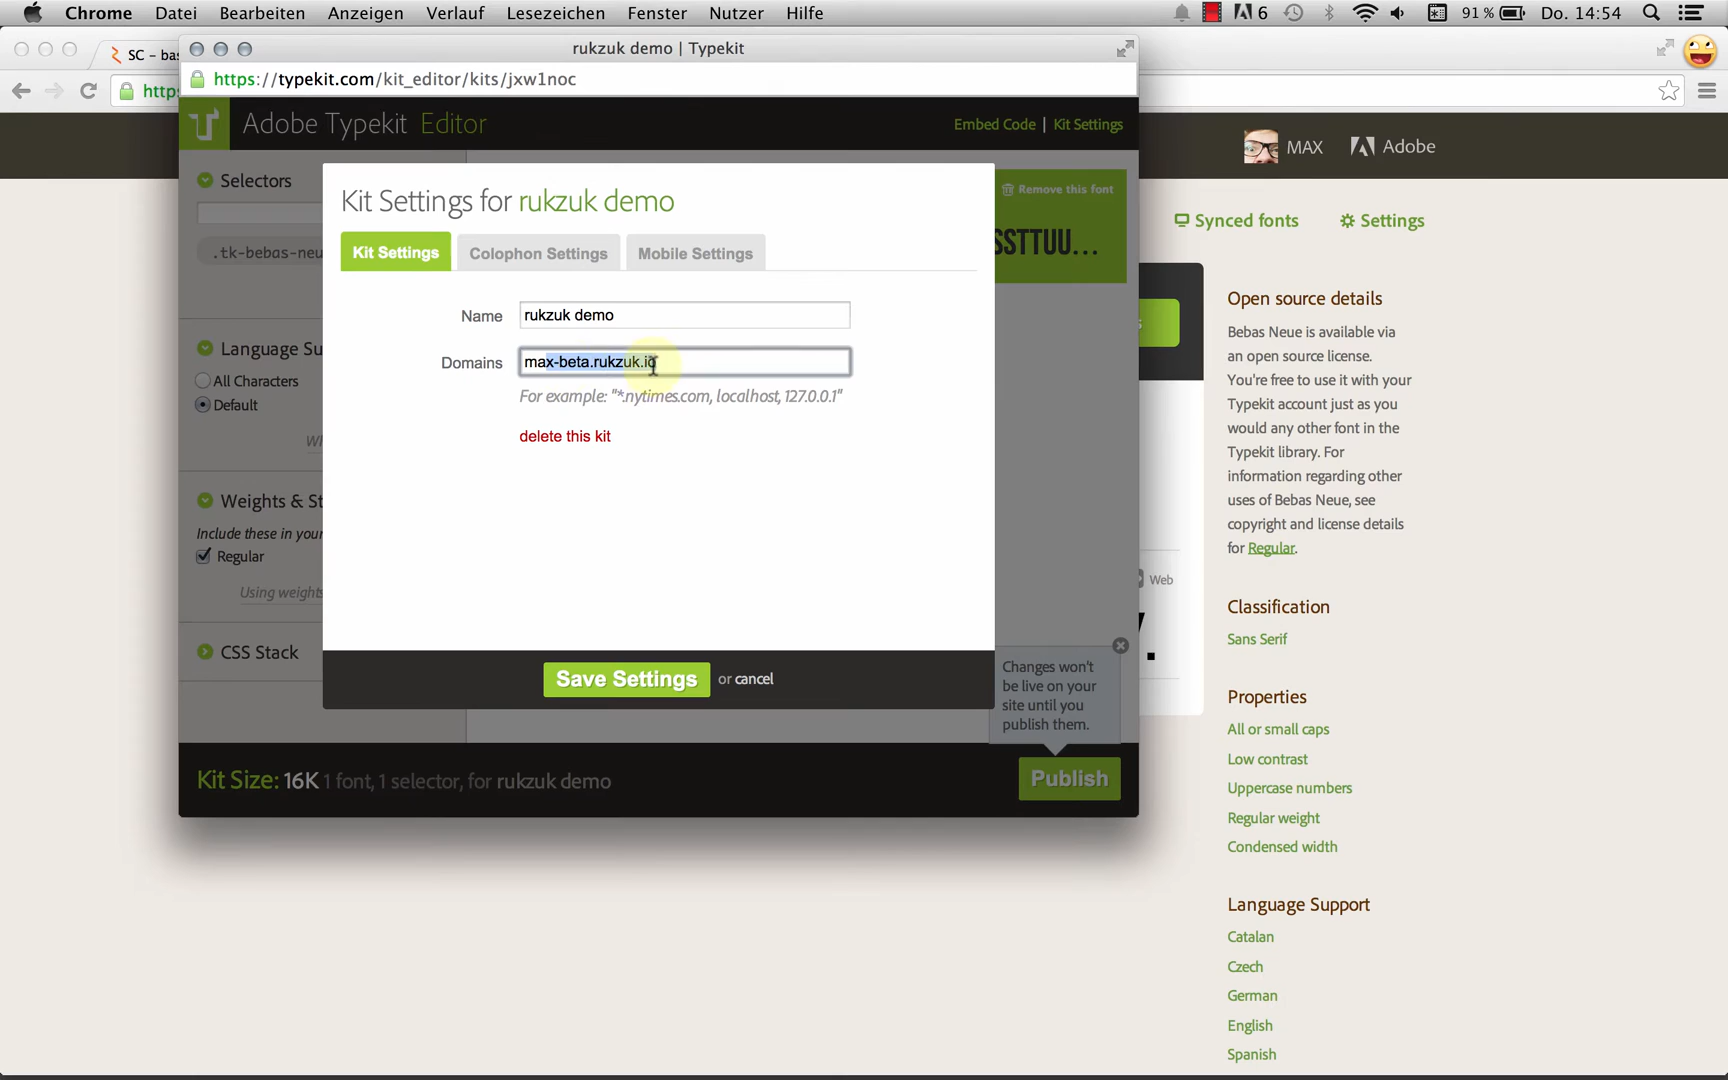 Chrome Datei Bearbeiten Anzeigen Verlauf Lesezeichen Fenster Nutzer Hilfe 6 91 % Do. 14:54
rukzuk demo | Typekit
SC – bas
https://typekit.com/kit_editor/kits/jxw1noc
https
Adobe Typekit Editor
Embed Code | Kit Settings
MAX Adobe
Selectors
.tk-bebas-neu
Remove this font
SSTTUU...
Synced fonts Settings
Kit Settings for rukzuk demo
Kit Settings Colophon Settings Mobile Settings
Name rukzuk demo
Domains max-beta.rukzuk.io
For example: "*.nytimes.com, localhost, 127.0.0.1"
delete this kit
Language Su
All Characters
Default
Wh
Weights & St
Include these in your
Regular
Using weights
CSS Stack
Save Settings or cancel
Changes won't
be live on your
site until you
publish them.
Kit Size: 16K 1 font, 1 selector, for rukzuk demo
Publish
Web
Open source details
Bebas Neue is available via
an open source license.
You're free to use it with your
Typekit account just as you
would any other font in the
Typekit library. For
information regarding other
uses of Bebas Neue, see
copyright and license details
for Regular.
Classification
Sans Serif
Properties
All or small caps
Low contrast
Uppercase numbers
Regular weight
Condensed width
Language Support
Catalan
Czech
German
English
Spanish